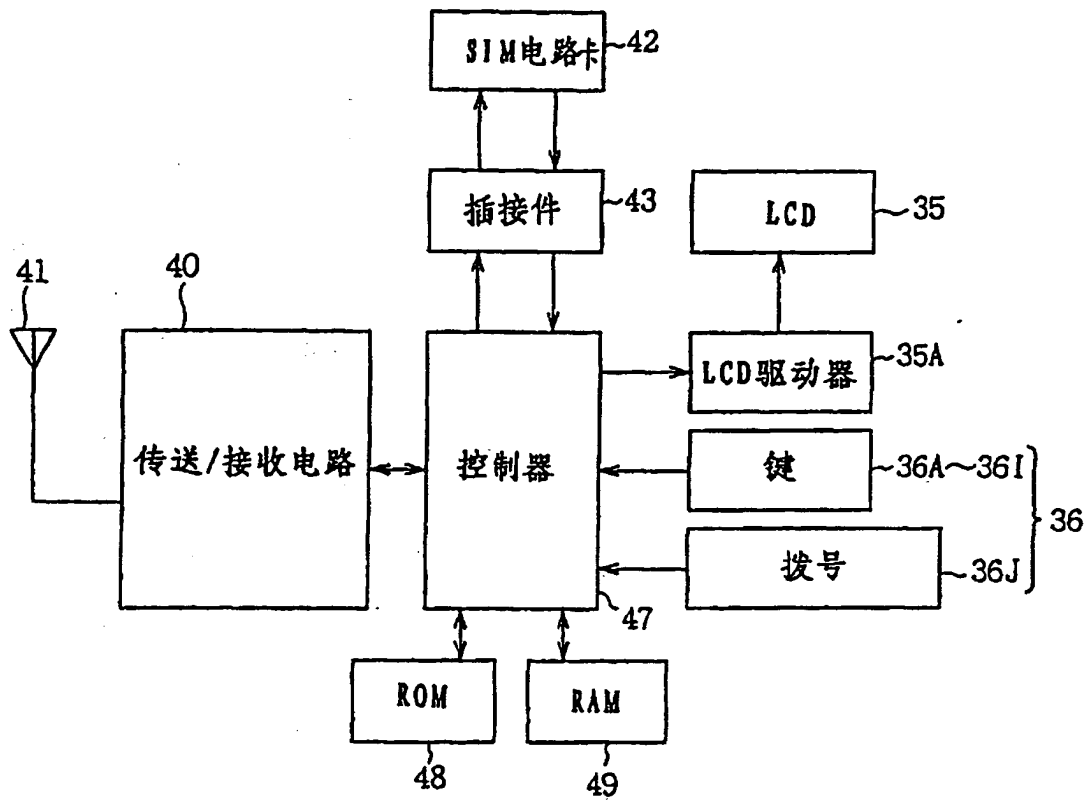 SIM电路卡
42
插接件
43
LCD
35
41
40
LCD驱动器
35A
传送/接收电路
控制器
键
36A～36I
36
拨号
36J
47
ROM
RAM
48
49